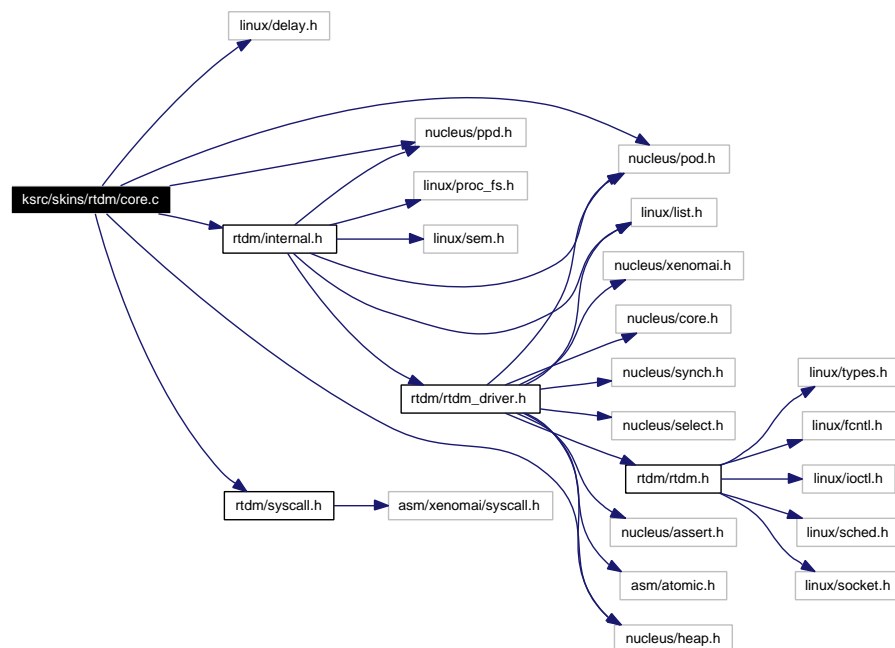 linux/delay.h
nucleus/ppd.h
nucleus/pod.h
linux/proc_fs.h
ksrc/skins/rtdm/core.c
linux/list.h
rtdm/internal.h
linux/sem.h
nucleus/xenomai.h
nucleus/core.h
nucleus/synch.h
linux/types.h
rtdm/rtdm_driver.h
nucleus/select.h
linux/fcntl.h
rtdm/rtdm.h
linux/ioctl.h
rtdm/syscall.h
asm/xenomai/syscall.h
nucleus/assert.h
linux/sched.h
asm/atomic.h
linux/socket.h
nucleus/heap.h